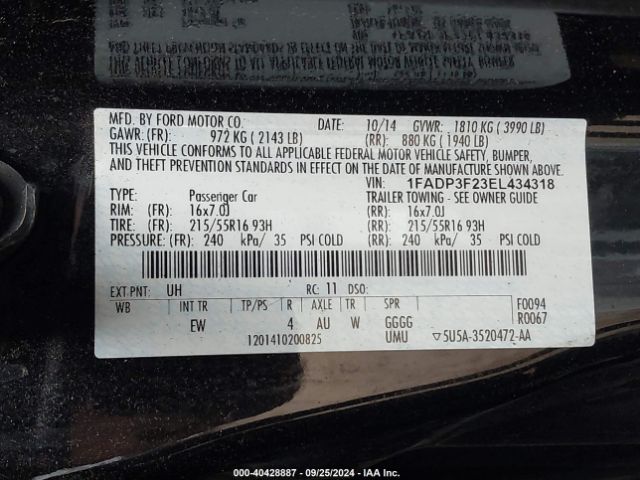 MFD. BY FORD MOTOR CO. DATE: 10/14 GVWR: 1810 KG ( 3990 LB)
GAWR: (FR): 972 KG ( 2143 LB) (RR): 880 KG ( 1940 LB)
THIS VEHICLE CONFORMS TO ALL APPLICABLE FEDERAL MOTOR VEHICLE SAFETY, BUMPER,
AND THEFT PREVENTION STANDARDS IN EFFECT ON THE DATE OF MANUFACTURE SHOWN ABOVE.
VIN: 1FADP3F23EL434318
TYPE: Passenger Car TRAILER TOWING - SEE OWNER GUIDE
RIM: (FR) 16x7.0J (RR): 16x7.0J
TIRE: (FR) 215/55R16 93H (RR): 215/55R16 93H
PRESSURE: (FR) 240 kPa/ 35 PSI COLD (RR): 240 kPa/ 35 PSI COLD
EXT PNT: UH RC: 11 DSO:
WB INT TR TP/PS R AXLE TR SPR F0094
EW 4 AU W GGGG R0067
1201410200825 UMU ▽5U5A-3520472-AA
000-40428887 - 09/25/2024 - IAA Inc.